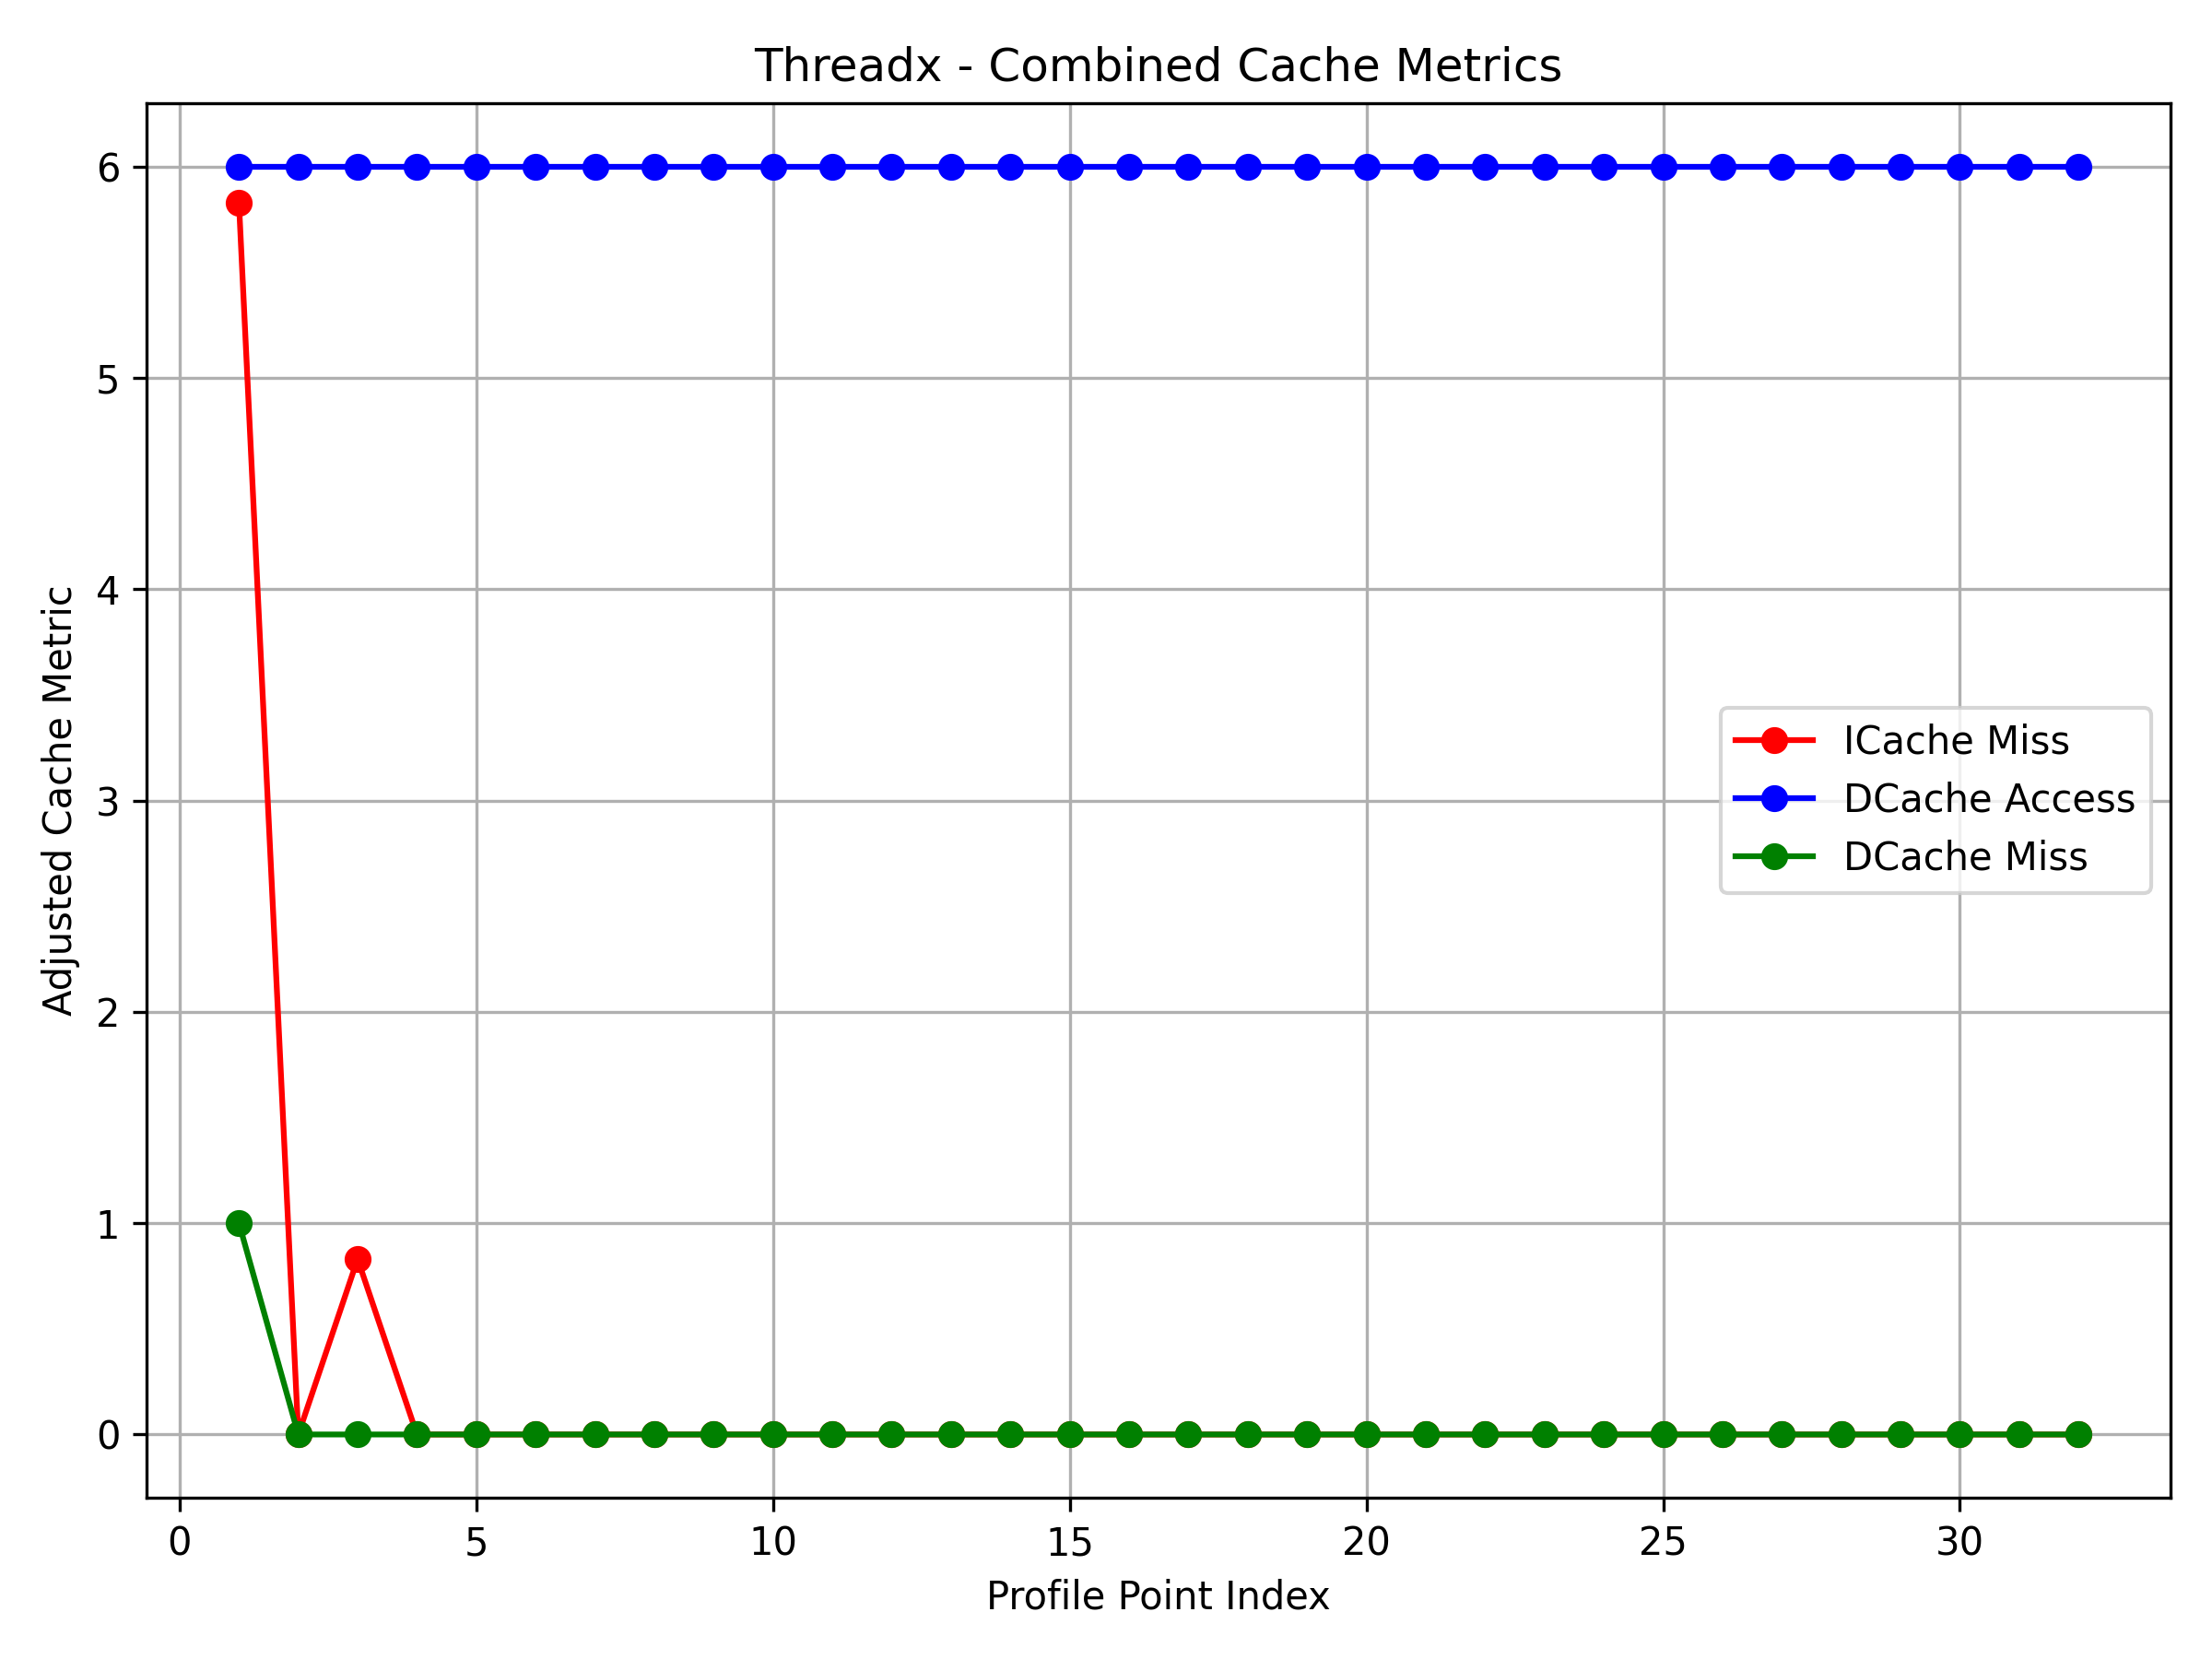 Threadx - Combined Cache Metrics
Adjusted Cache Metric
6
5
4
3
2
1
0
ICache Miss
DCache Access
DCache Miss
0 5 10 15 20 25 30
Profile Point Index